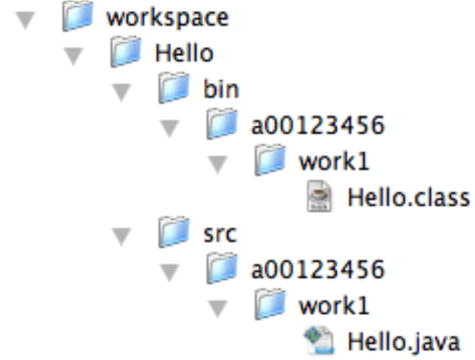 workspace
Hello
bin
a00123456
work1
Hello.class
src
a00123456
work1
Hello.java